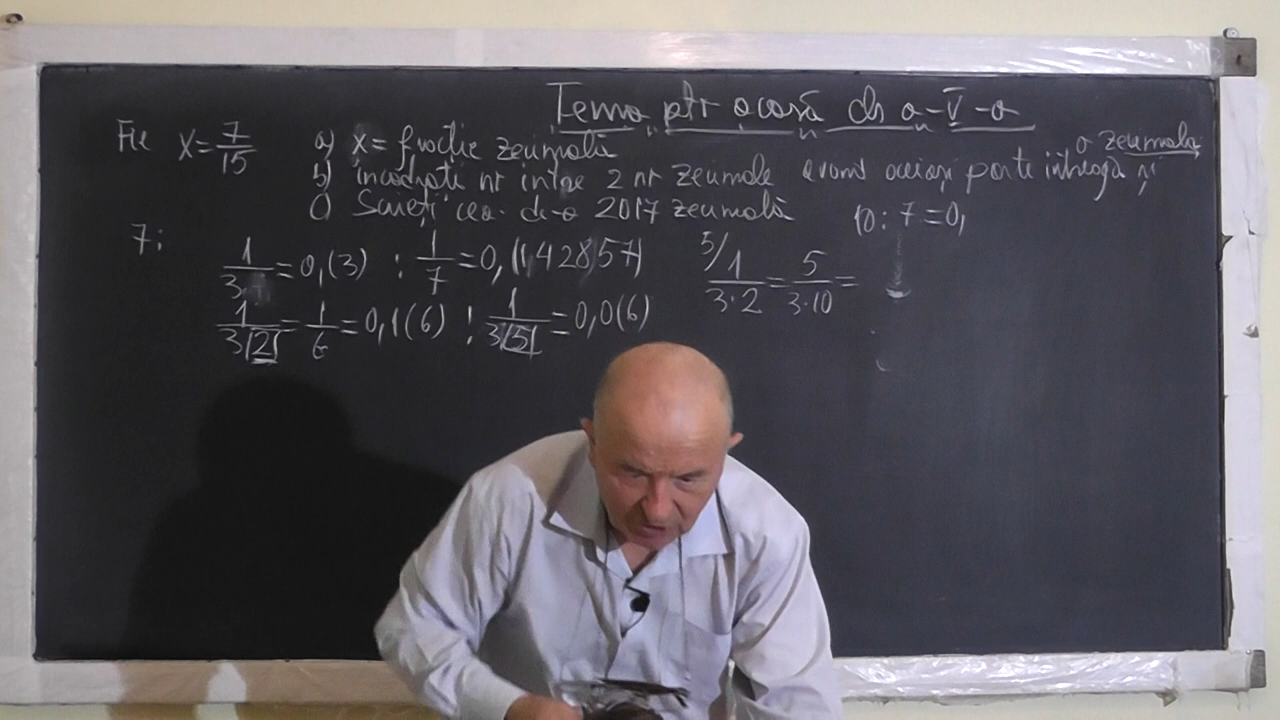 Temă ptr acasă cls a-V-a
Fie x=7/15 a) x= fracție zecimală
b) încadrați nr între 2 nr zecimale având aceiași parte întreagă și o zecimală
c) Scrieți cea de-a 2017 zecimală
7:
1/3=0,(3) ; 1/7=0,(142857)
5/ 1/3·2=5/3·10= 10:7=0,
1/3·2=1/6=0,1(6) ; 1/3·5=0,0(6)